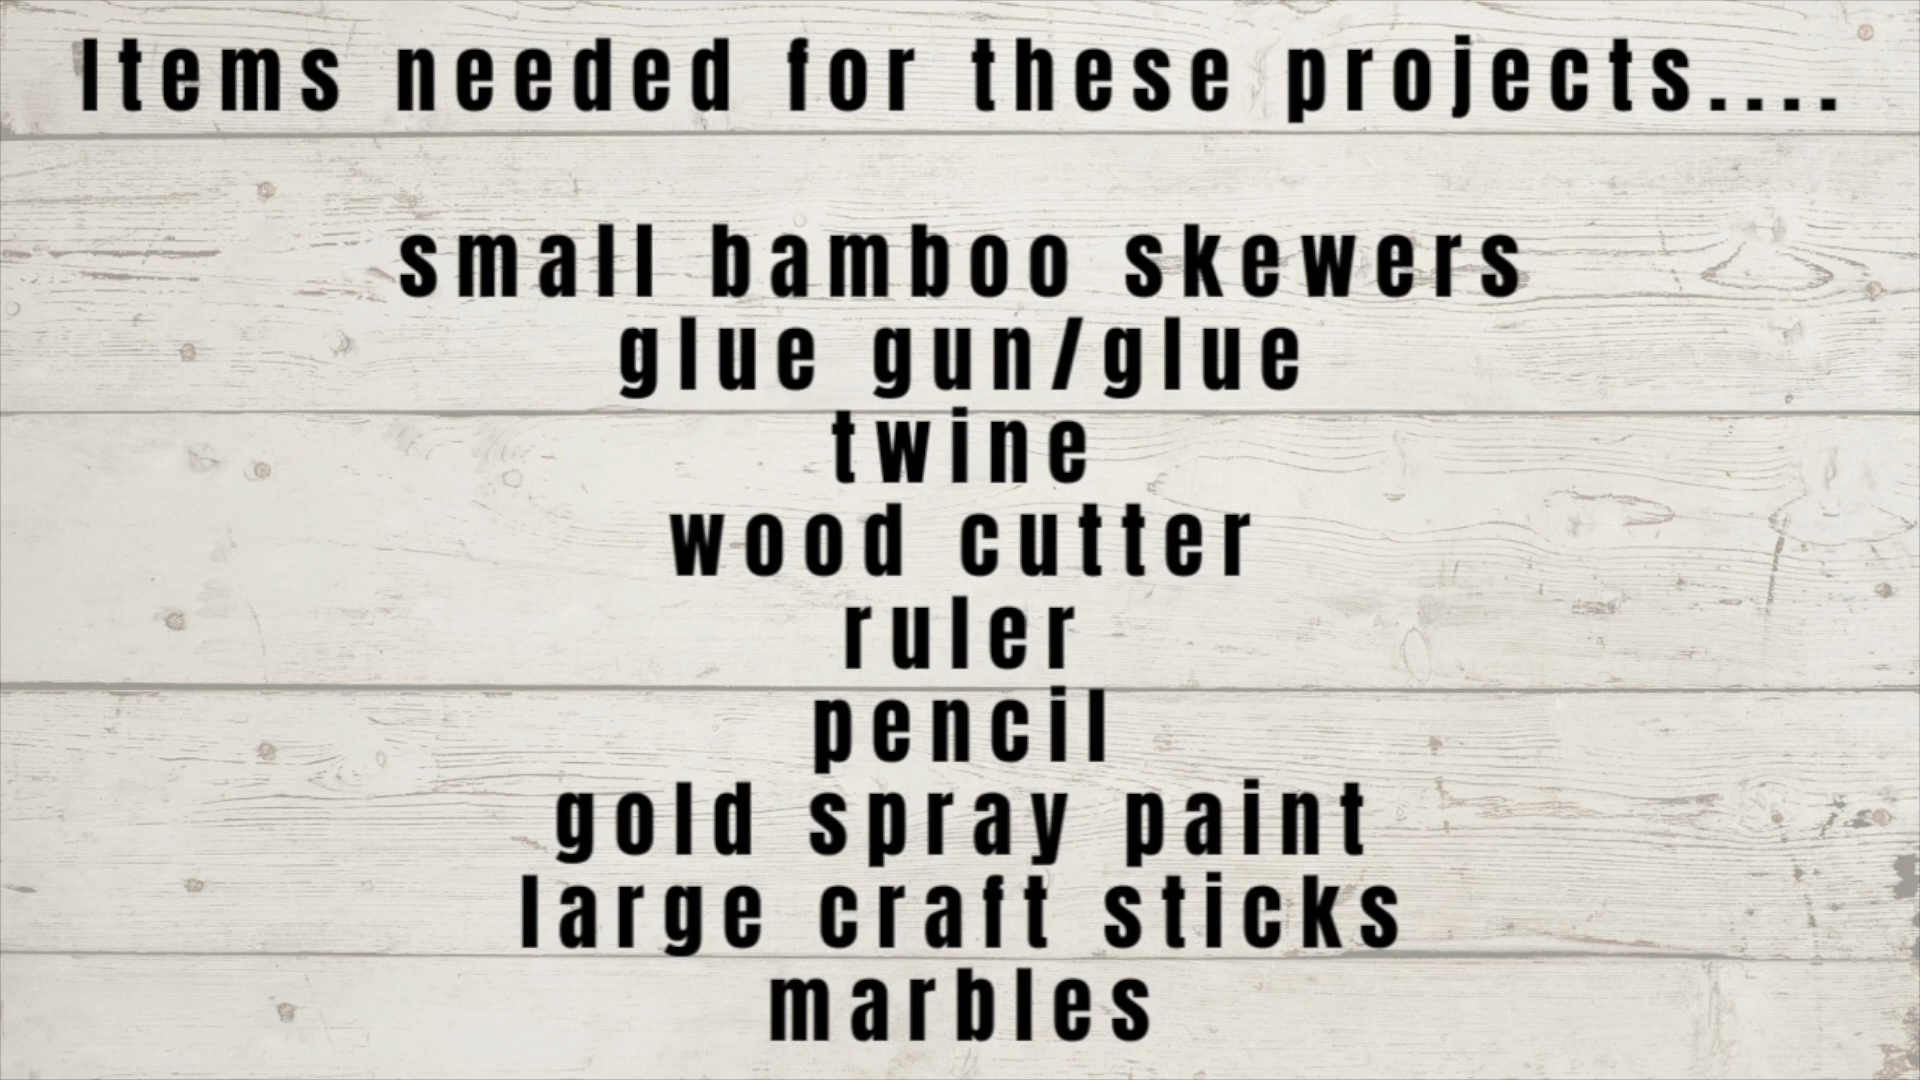 Items needed for these projects....
small bamboo skewers
glue gun/glue
twine
wood cutter
ruler
pencil
gold spray paint
large craft sticks
marbles